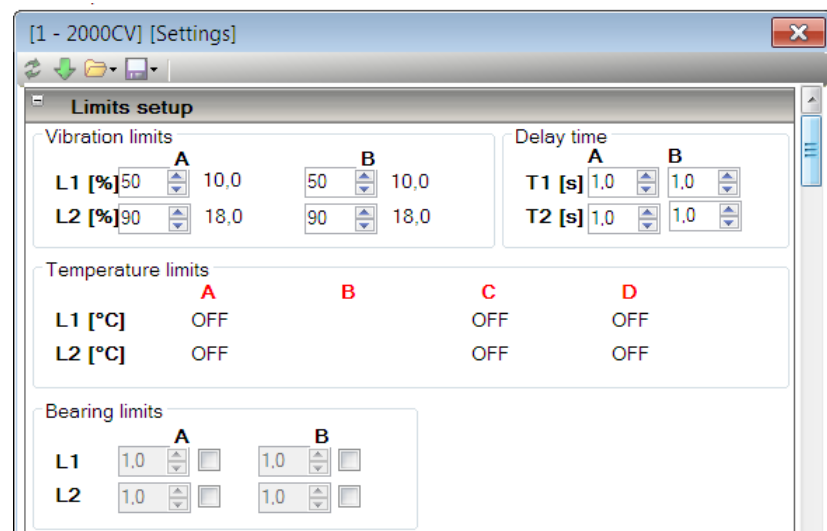 [1 - 2000CV] [Settings]
Limits setup
Vibration limits
A B
L1 [%] 50 10,0 50 10,0
L2 [%] 90 18,0 90 18,0
Delay time
A B
T1 [s] 1,0 1,0
T2 [s] 1,0 1,0
Temperature limits
A B C D
L1 [°C] OFF OFF OFF
L2 [°C] OFF OFF OFF
Bearing limits
A B
L1 1,0 1,0
L2 1,0 1,0